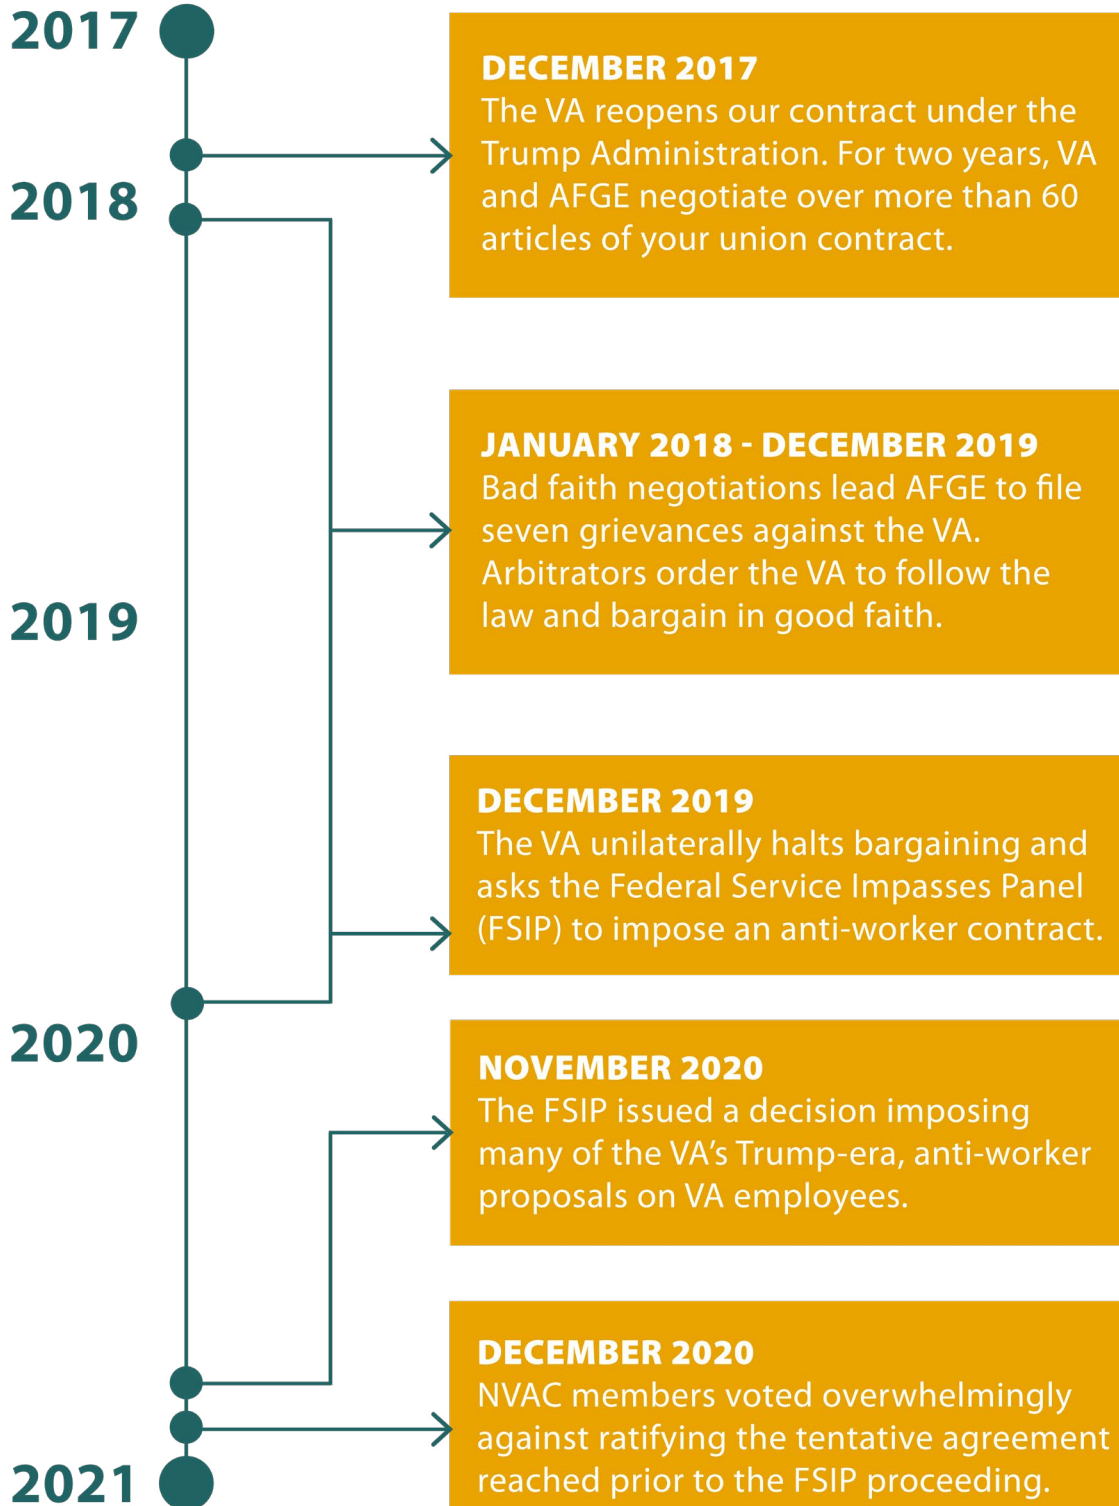 2017
DECEMBER 2017
The VA reopens our contract under the
Trump Administration. For two years, VA
and AFGE negotiate over more than 60
articles of your union contract.
2018
JANUARY 2018 - DECEMBER 2019
Bad faith negotiations lead AFGE to file
seven grievances against the VA.
Arbitrators order the VA to follow the
law and bargain in good faith.
2019
DECEMBER 2019
The VA unilaterally halts bargaining and
asks the Federal Service Impasses Panel
(FSIP) to impose an anti-worker contract.
2020
NOVEMBER 2020
The FSIP issued a decision imposing
many of the VA’s Trump-era, anti-worker
proposals on VA employees.
DECEMBER 2020
NVAC members voted overwhelmingly
against ratifying the tentative agreement
reached prior to the FSIP proceeding.
2021